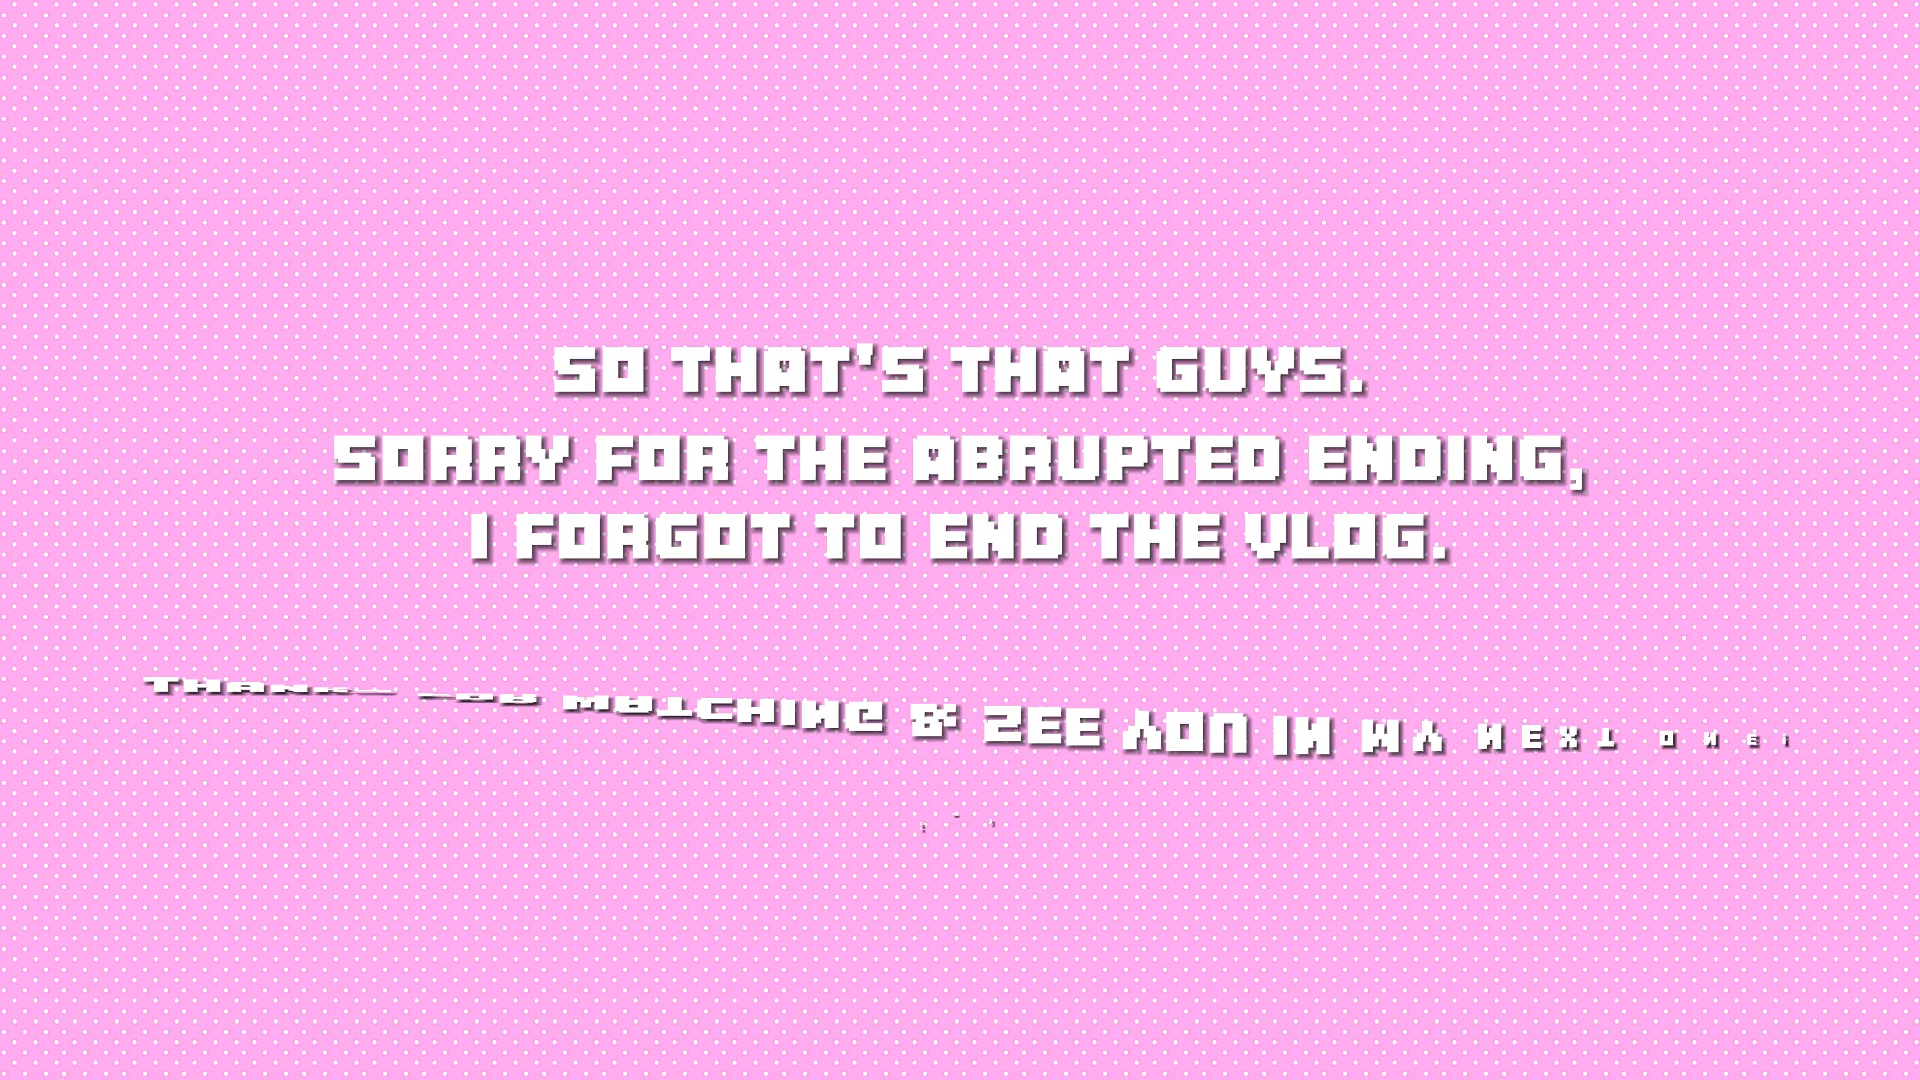 SO THAT'S THAT GUYS.
SORRY FOR THE ABRUPTED ENDING,
I FORGOT TO END THE VLOG.
THANKS FOR WATCHING & SEE YOU IN MY NEXT ONE!